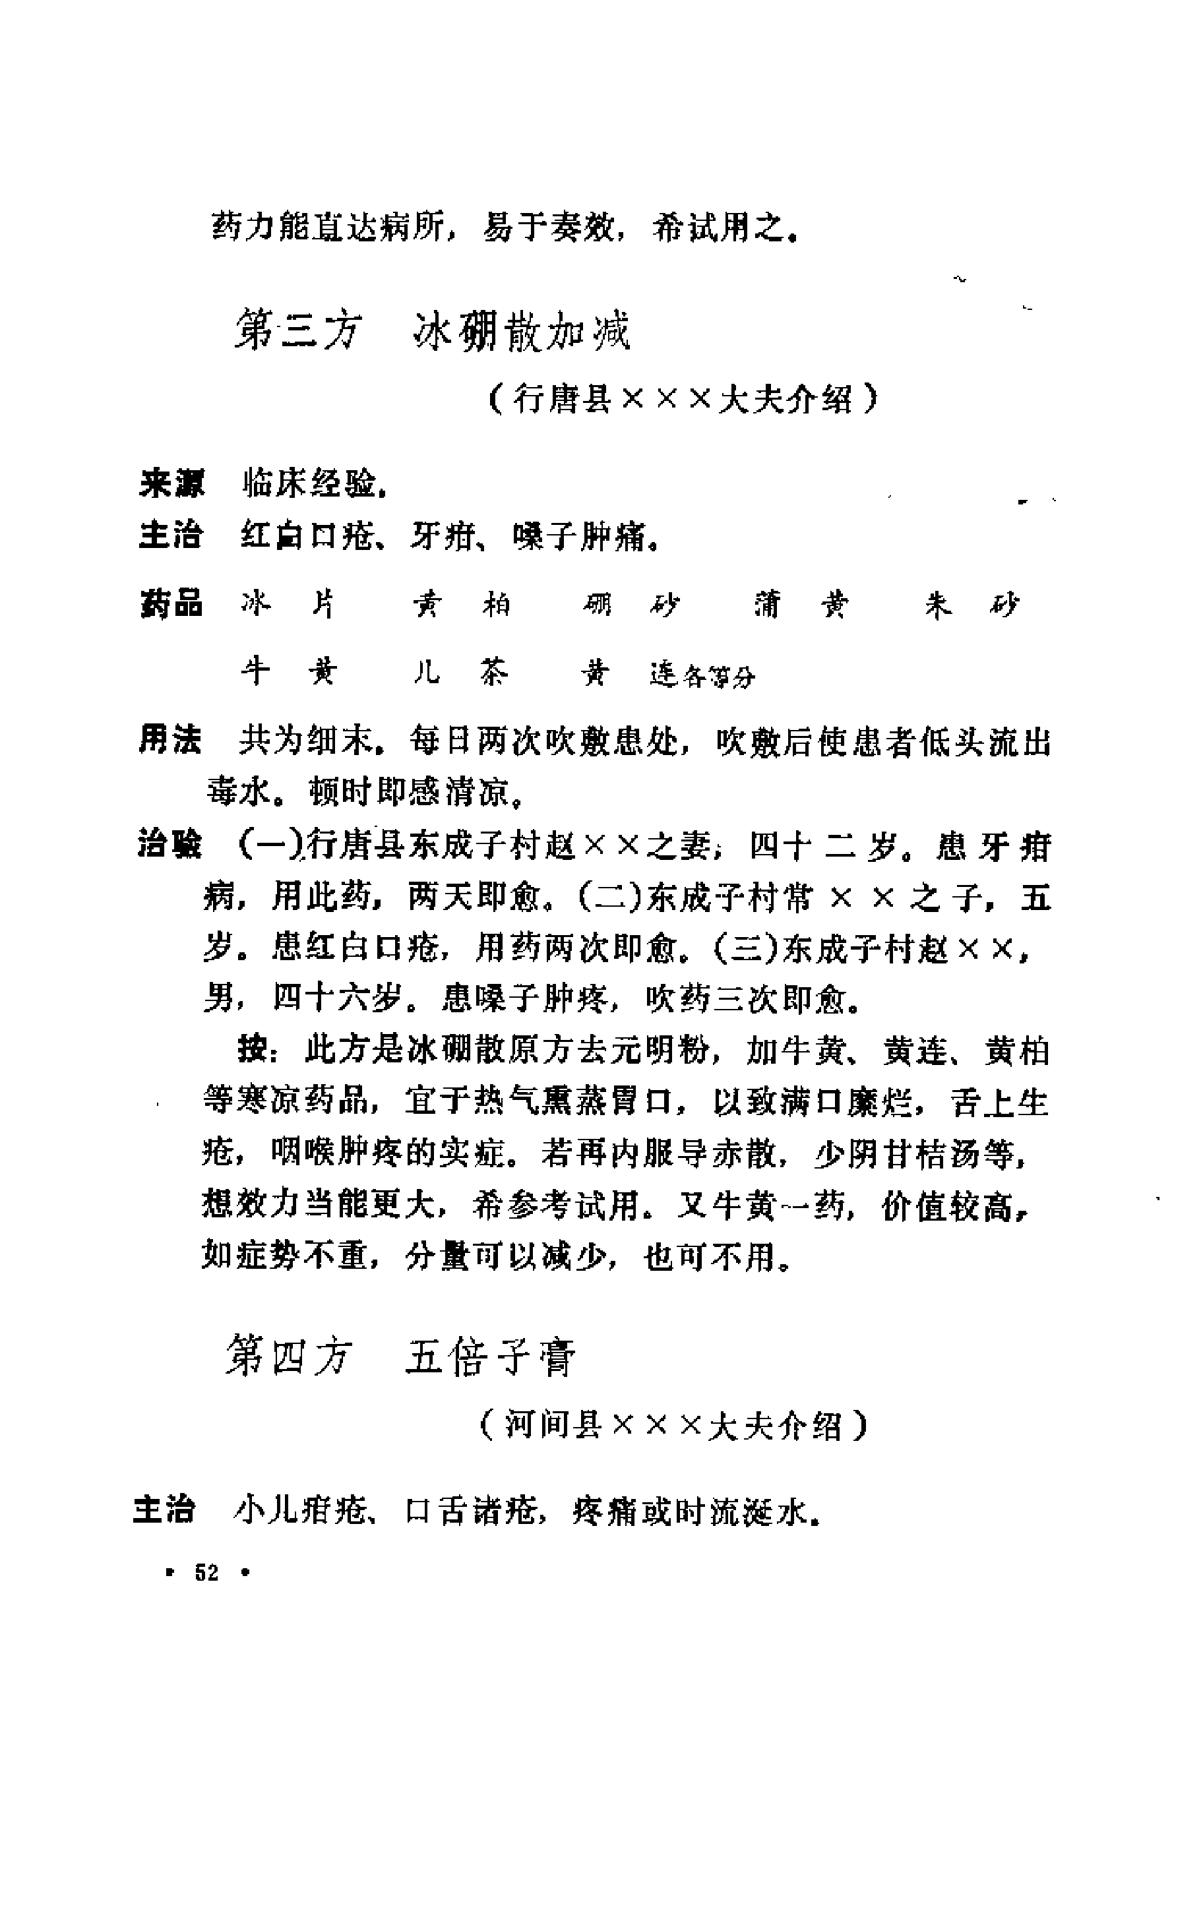 药力能直达病所，易于奏效，希试用之。
第三方 冰硼散加减
（行唐县×××大夫介绍）
来源 临床经验。
主治 红白口疮、牙疳、嗓子肿痛。
药品 冰片 黄柏 硼砂 蒲黄 朱砂
牛黄 儿茶 黄连各等分
用法 共为细末。每日两次吹敷患处，吹敷后使患者低头流出
毒水。顿时即感清凉。
治验 (一)行唐县东成子村赵××之妻；四十二岁。患牙疳
病，用此药，两天即愈。(二)东成子村常××之子，五
岁。患红白口疮，用药两次即愈。(三)东成子村赵××，
男，四十六岁。患嗓子肿疼，吹药三次即愈。
按：此方是冰硼散原方去元明粉，加牛黄、黄连、黄柏
等寒凉药品，宜于热气熏蒸胃口，以致满口糜烂，舌上生
疮，咽喉肿疼的实症。若再内服导赤散，少阴甘桔汤等，
想效力当能更大，希参考试用。又牛黄一药，价值较高，
如症势不重，分量可以减少，也可不用。
第四方 五倍子膏
（河间县×××大夫介绍）
主治 小儿疳疮、口舌诸疮，疼痛或时流涎水。
• 52 •